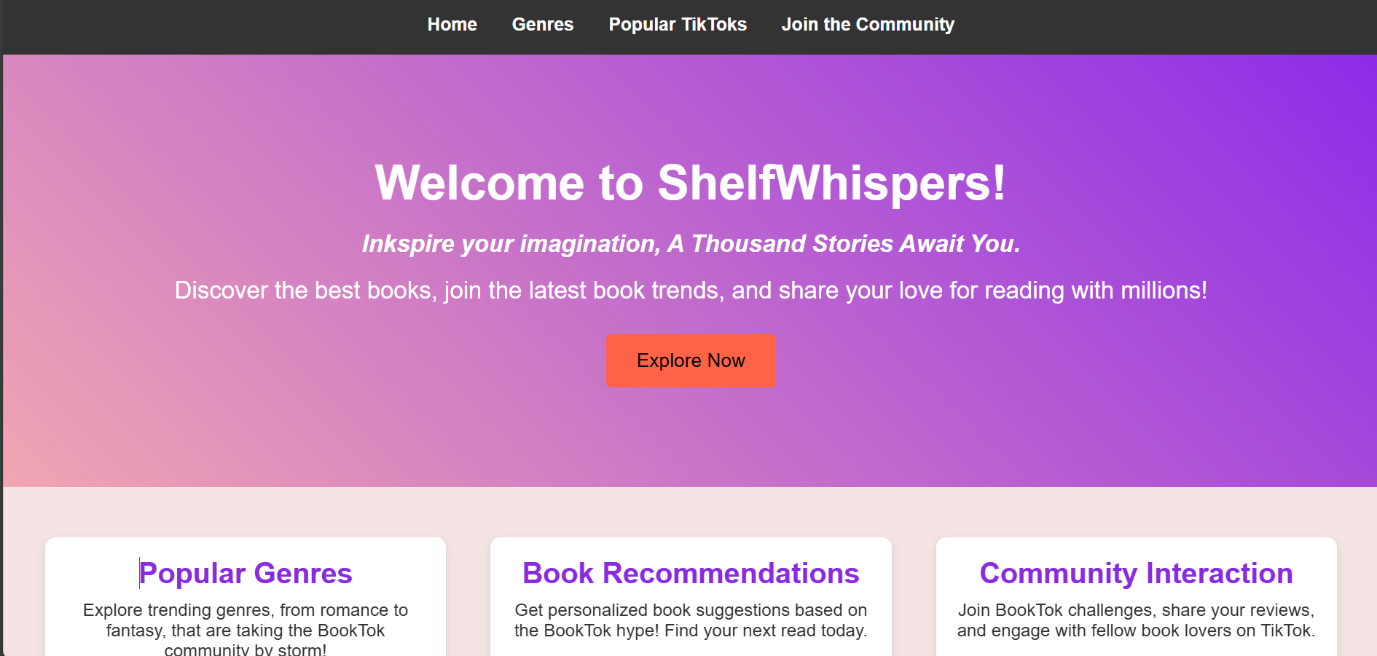 Home Genres Popular TikToks Join the Community
Welcome to ShelfWhispers!
Inkspire your imagination, A Thousand Stories Await You.
Discover the best books, join the latest book trends, and share your love for reading with millions!
Explore Now
Popular Genres
Explore trending genres, from romance to
fantasy, that are taking the BookTok
community by storm!
Book Recommendations
Get personalized book suggestions based on
the BookTok hype! Find your next read today.
Community Interaction
Join BookTok challenges, share your reviews,
and engage with fellow book lovers on TikTok.